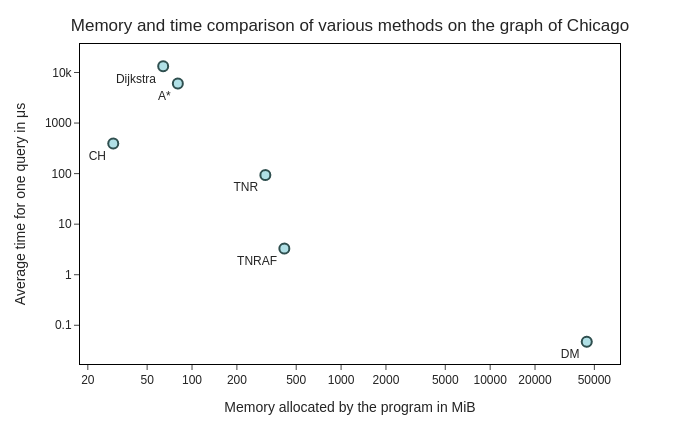 Memory and time comparison of various methods on the graph of Chicago
Average time for one query in µs
10k
1000
100
10
1
0.1
Dijkstra
A*
CH
TNR
TNRAF
DM
20 50 100 200 500 1000 2000 5000 10000 20000 50000
Memory allocated by the program in MiB